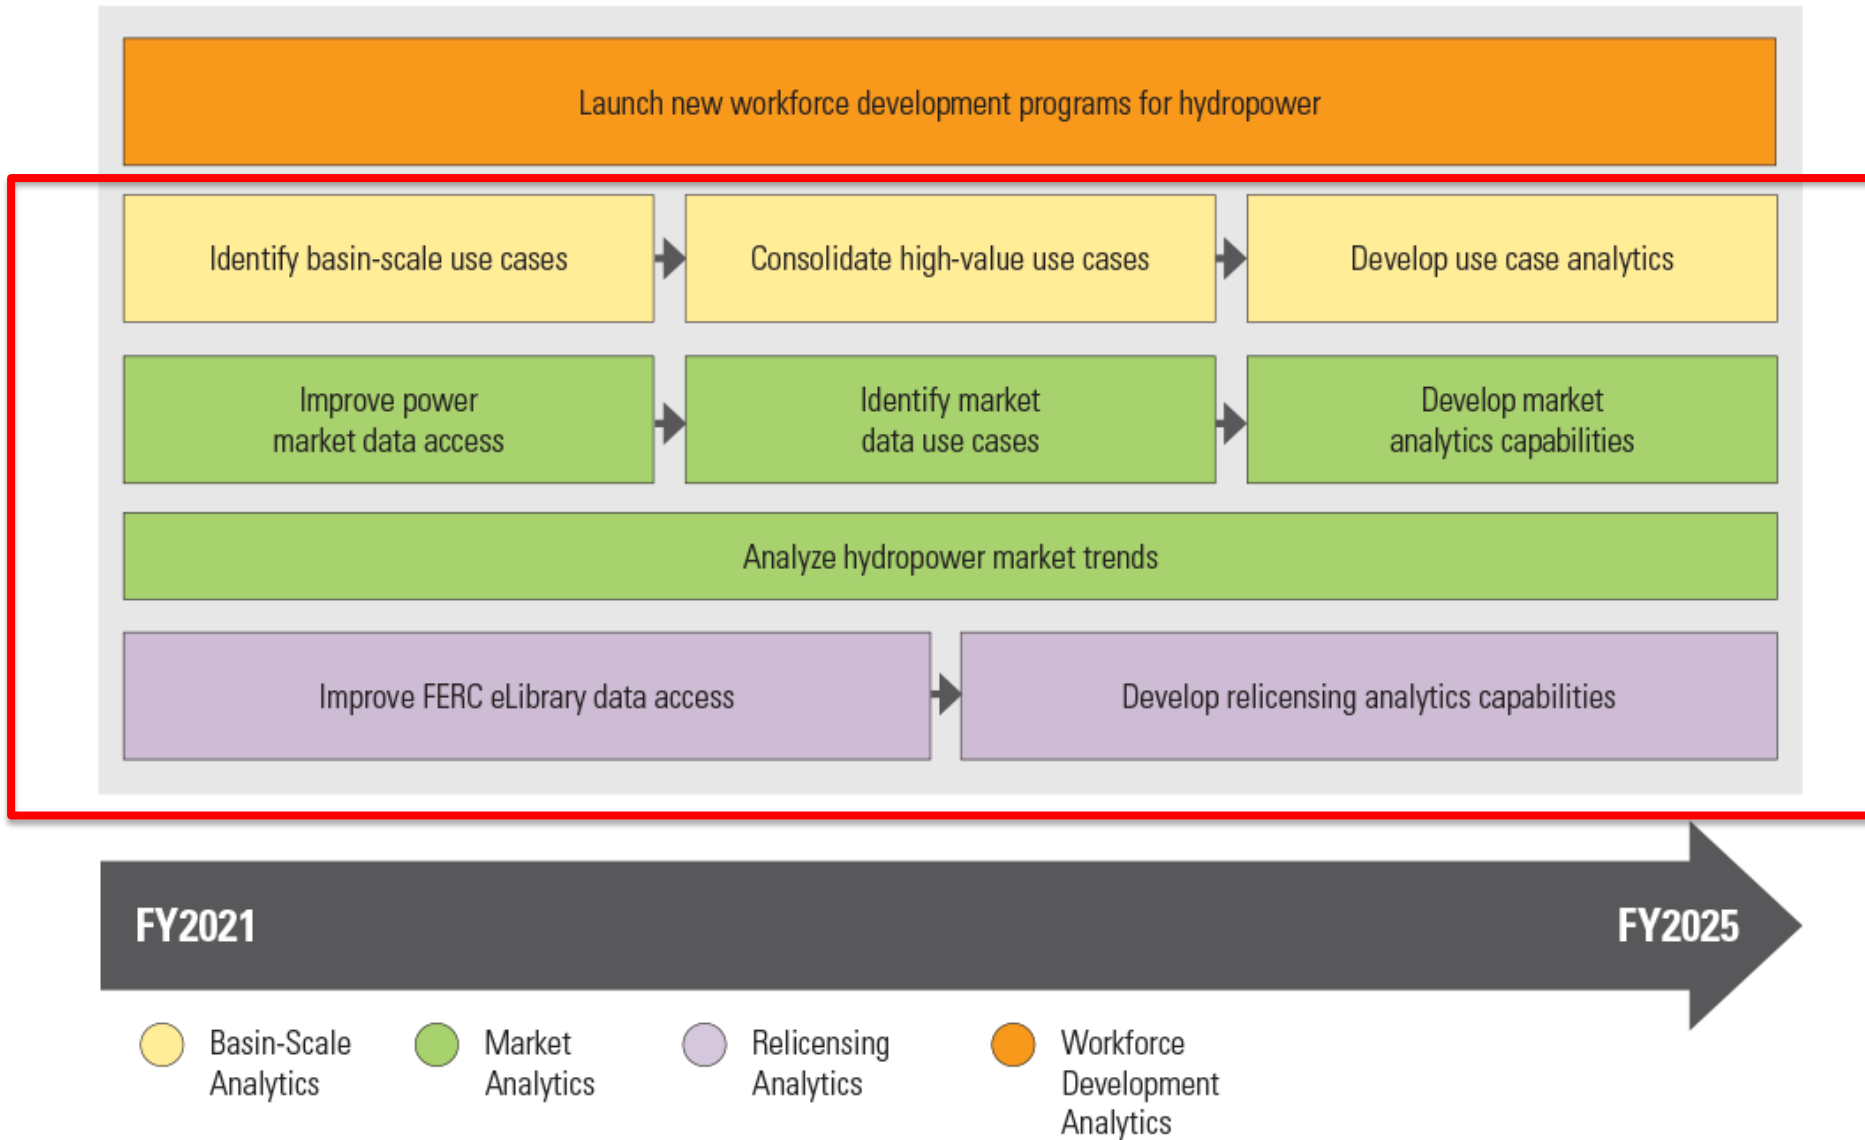 Launch new workforce development programs for hydropower
Identify basin-scale use cases
Consolidate high-value use cases
Develop use case analytics
Improve power
market data access
Identify market
data use cases
Develop market
analytics capabilities
Analyze hydropower market trends
Improve FERC eLibrary data access
Develop relicensing analytics capabilities
FY2021
FY2025
Basin-Scale
Analytics
Market
Analytics
Relicensing
Analytics
Workforce
Development
Analytics